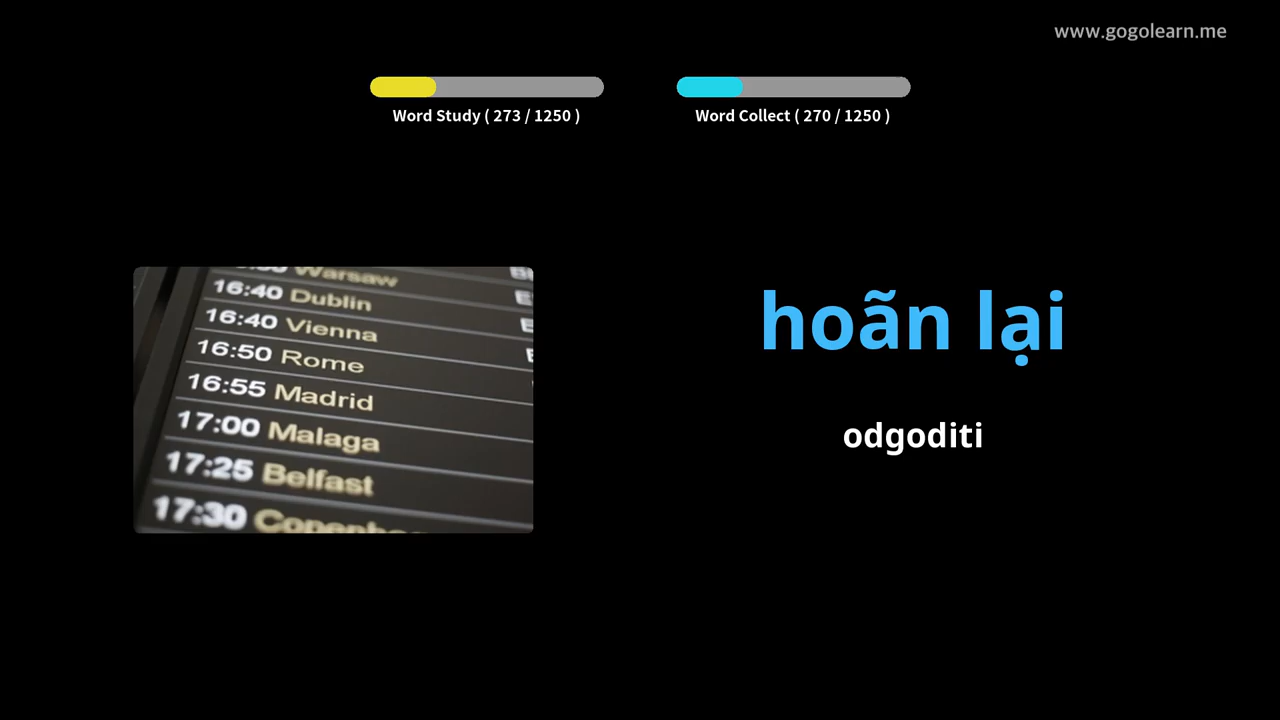 www.gogolearn.me
Word Study ( 273 / 1250 )
Word Collect ( 270 / 1250 )
Warsaw
16:40 Dublin
16:40 Vienna
16:50 Rome
16:55 Madrid
17:00 Malaga
17:25 Belfast
17:30
hoãn lại
odgoditi